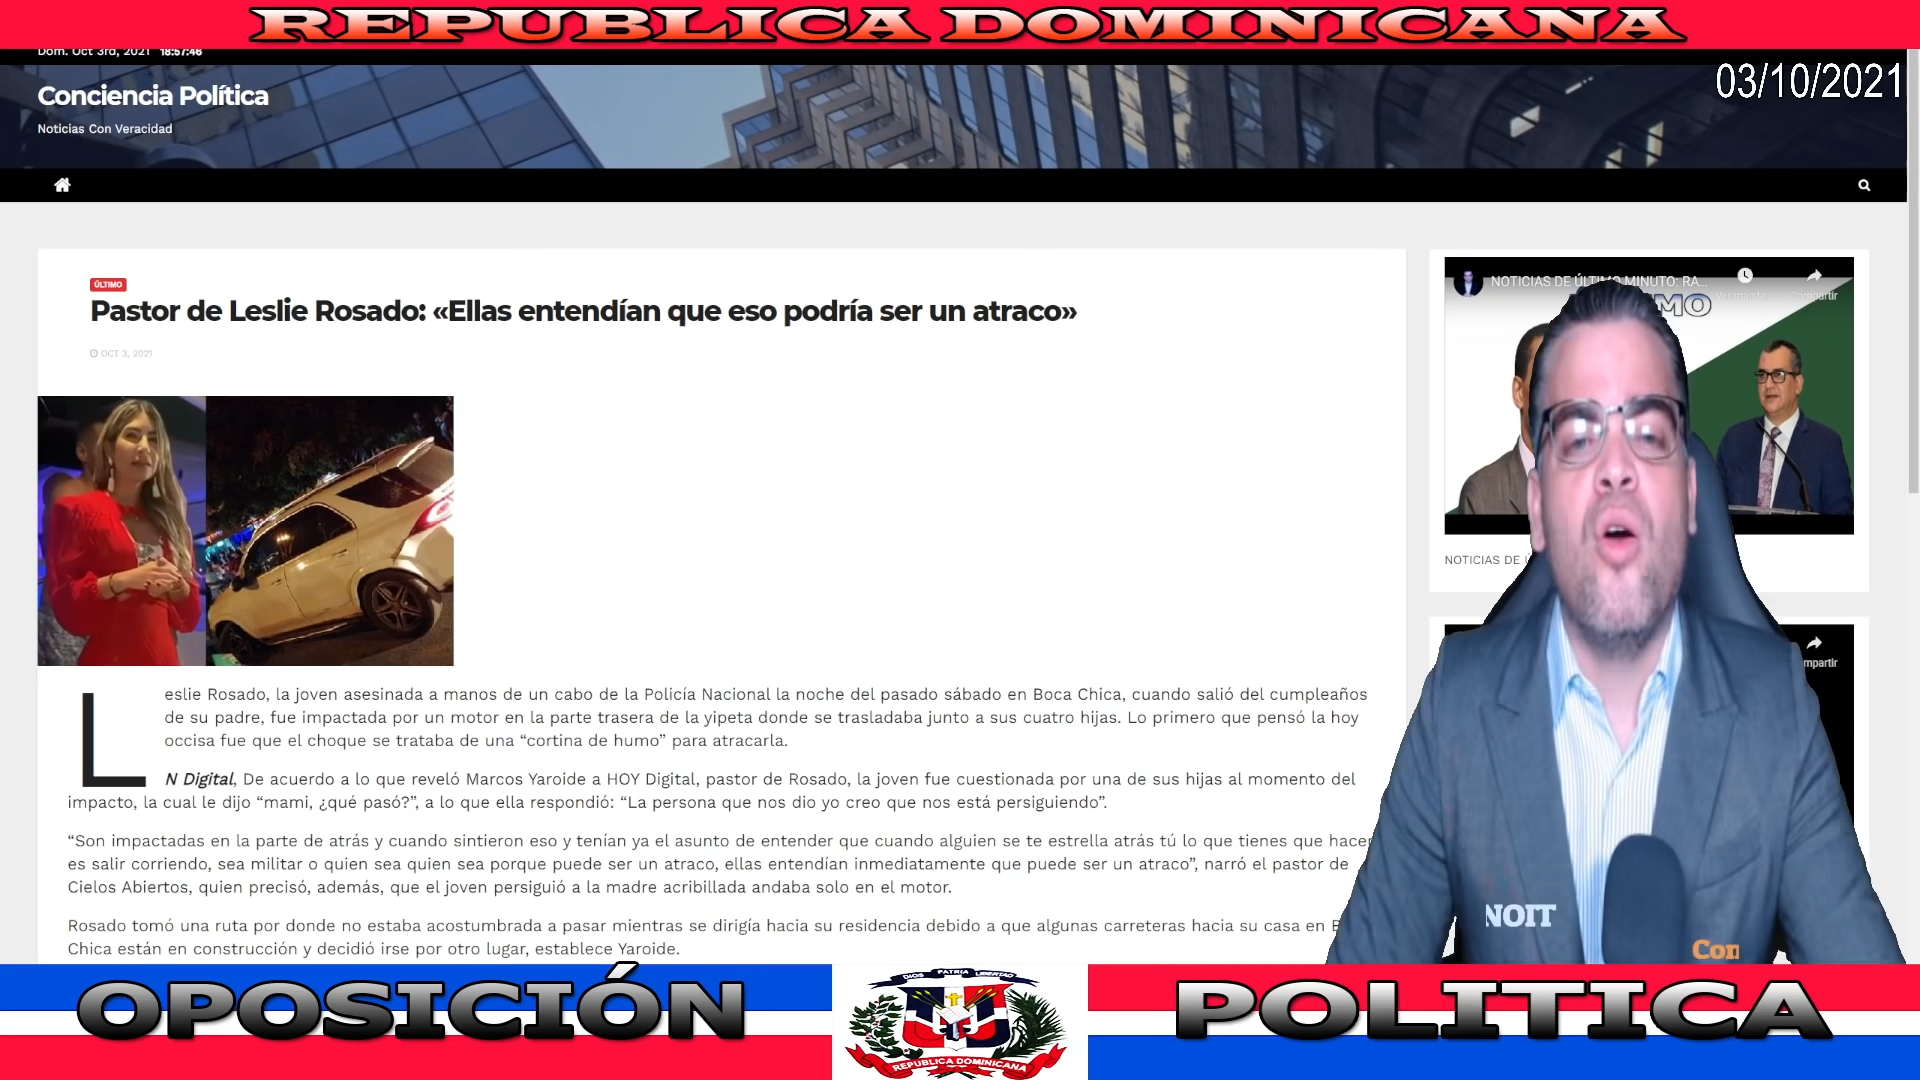 REPUBLICA DOMINICANA
Dom. Oct 3rd, 2021 18:57:46
03/10/2021
Conciencia Política
Noticias Con Veracidad
ÚLTIMO
Pastor de Leslie Rosado: «Ellas entendían que eso podría ser un atraco»
OCT 3, 2021
Leslie Rosado, la joven asesinada a manos de un cabo de la Policía Nacional la noche del pasado sábado en Boca Chica, cuando salió del cumpleaños
de su padre, fue impactada por un motor en la parte trasera de la yipeta donde se trasladaba junto a sus cuatro hijas. Lo primero que pensó la hoy
occisa fue que el choque se trataba de una “cortina de humo” para atracarla.
N Digital, De acuerdo a lo que reveló Marcos Yaroide a HOY Digital, pastor de Rosado, la joven fue cuestionada por una de sus hijas al momento del
impacto, la cual le dijo “mami, ¿qué pasó?”, a lo que ella respondió: “La persona que nos dio yo creo que nos está persiguiendo”.
“Son impactadas en la parte de atrás y cuando sintieron eso y tenían ya el asunto de entender que cuando alguien se te estrella atrás tú lo que tienes que hacer
es salir corriendo, sea militar o quien sea quien sea porque puede ser un atraco, ellas entendían inmediatamente que puede ser un atraco”, narró el pastor de
Cielos Abiertos, quien precisó, además, que el joven persiguió a la madre acribillada andaba solo en el motor.
Rosado tomó una ruta por donde no estaba acostumbrada a pasar mientras se dirigía hacia su residencia debido a que algunas carreteras hacia su casa en B
Chica están en construcción y decidió irse por otro lugar, establece Yaroide.
NOTICIAS DE ÚLTIMO MINUTO: RA...
Compartir
MO
NOTICIAS DE Ú
mpartir
NOIT
Con
OPOSICIÓN
DIOS PATRIA LIBERTAD
REPUBLICA DOMINICANA
POLITICA